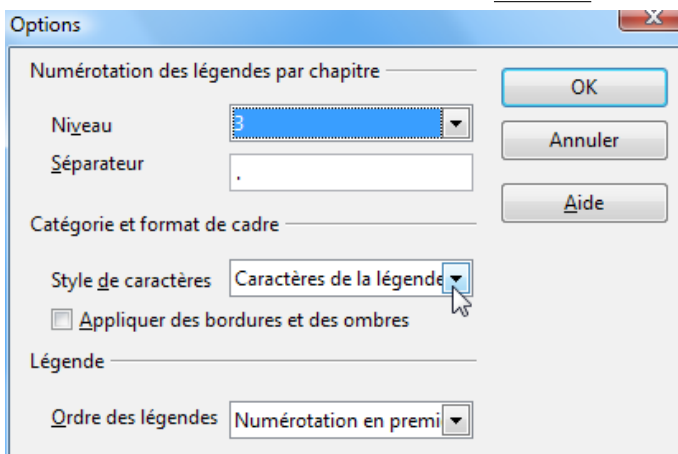 Options
Numérotation des légendes par chapitre
OK
Niveau 3
Annuler
Séparateur .
Aide
Catégorie et format de cadre
Style de caractères Caractères de la légende
Appliquer des bordures et des ombres
Légende
Ordre des légendes Numérotation en premi